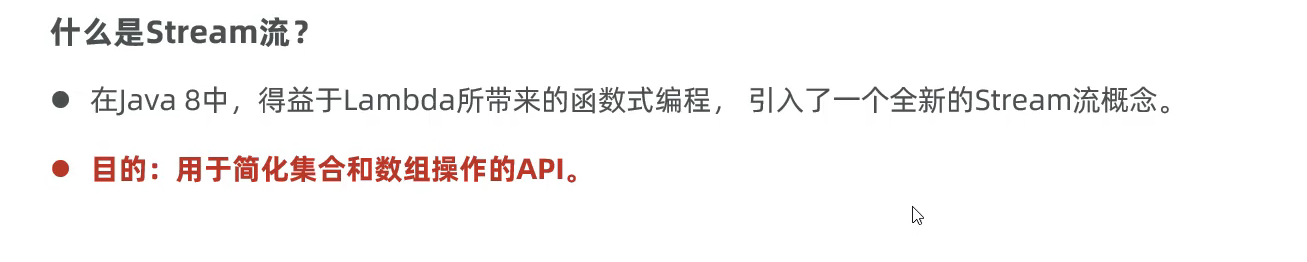 什么是Stream流？
● 在Java 8中，得益于Lambda所带来的函数式编程， 引入了一个全新的Stream流概念。
● 目的：用于简化集合和数组操作的API。